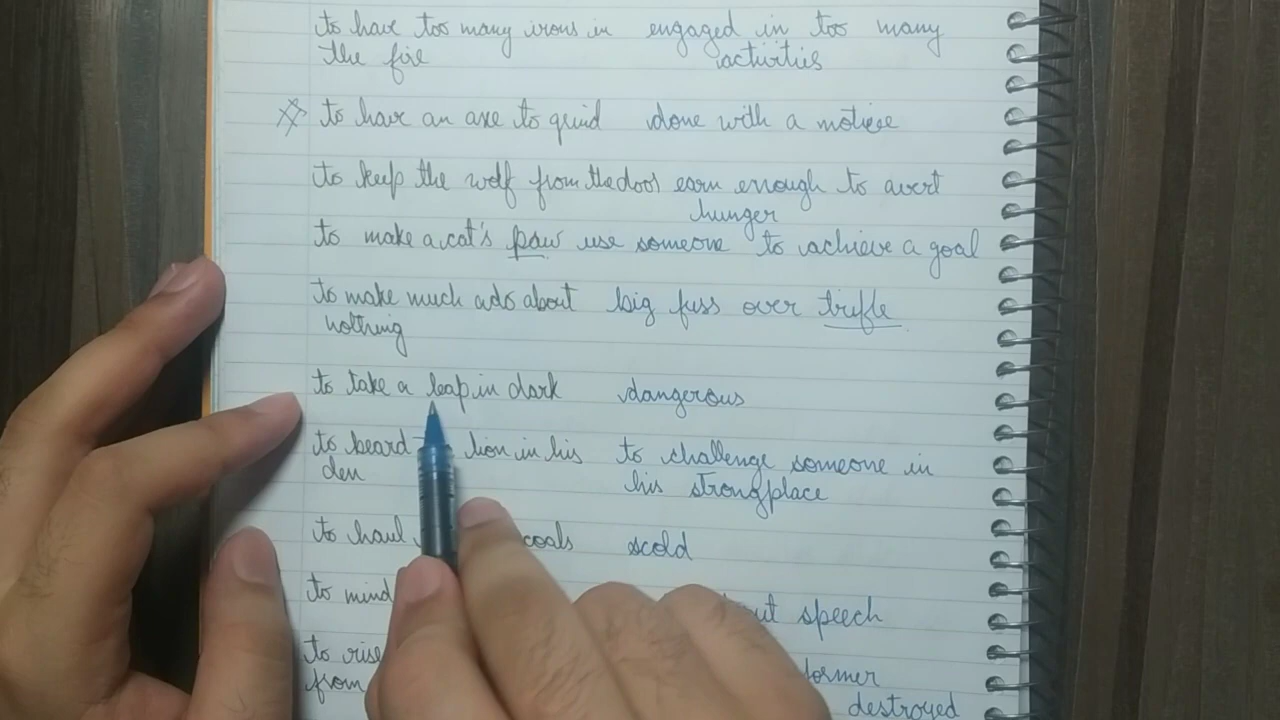 to have too many irons in engaged in too many
the fire activities
to have an axe to grind done with a motive
to keep the wolf from the door earn enough to avert
hunger
to make a cat's paw use someone to achieve a goal
to make much ado about big fuss over trifle
nothing
to take a leap in dark dangerous
to beard lion in his to challenge someone in
den his strong place
to haul coals scold
to mind speech
to rise former
from destroyed